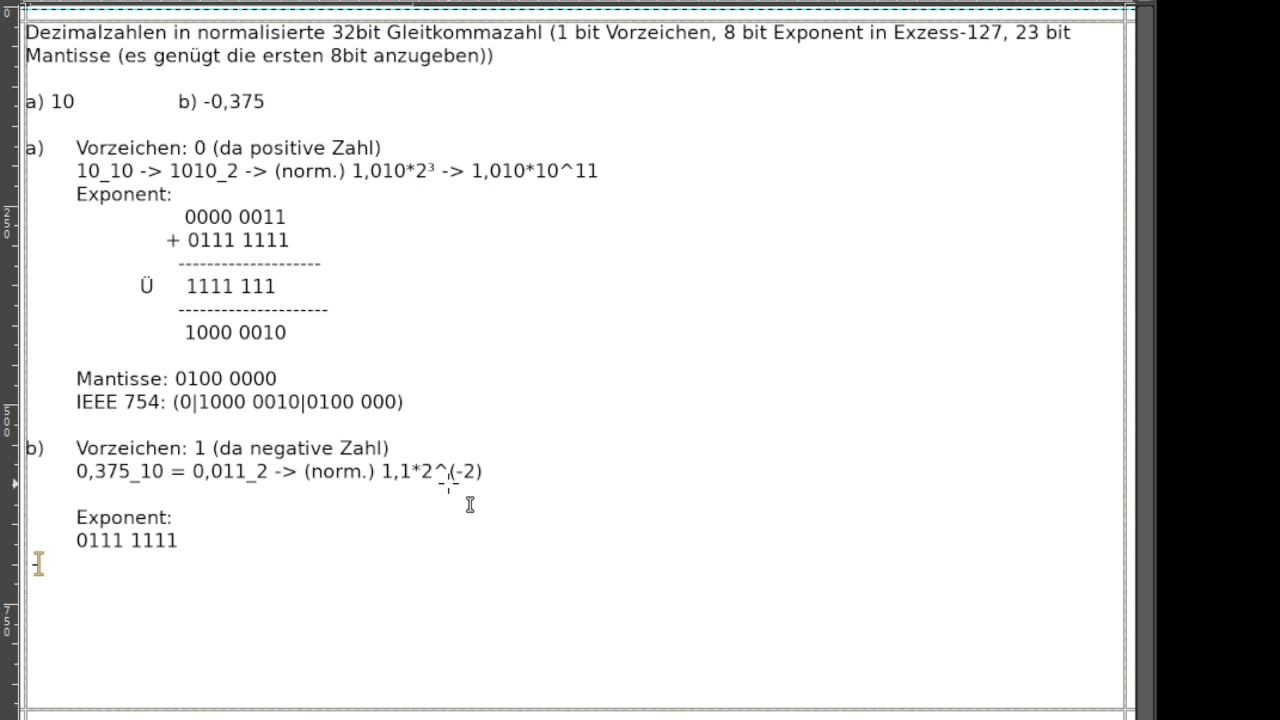 Dezimalzahlen in normalisierte 32bit Gleitkommazahl (1 bit Vorzeichen, 8 bit Exponent in Exzess-127, 23 bit
Mantisse (es genügt die ersten 8bit anzugeben))
a) 10 b) -0,375
a) Vorzeichen: 0 (da positive Zahl)
10_10 -> 1010_2 -> (norm.) 1,010*2³ -> 1,010*10^11
Exponent:
0000 0011
+ 0111 1111
--------------------
Ü 1111 111
---------------------
1000 0010
Mantisse: 0100 0000
IEEE 754: (0|1000 0010|0100 000)
b) Vorzeichen: 1 (da negative Zahl)
0,375_10 = 0,011_2 -> (norm.) 1,1*2^(-2)
Exponent:
0111 1111
-
0
250
500
750